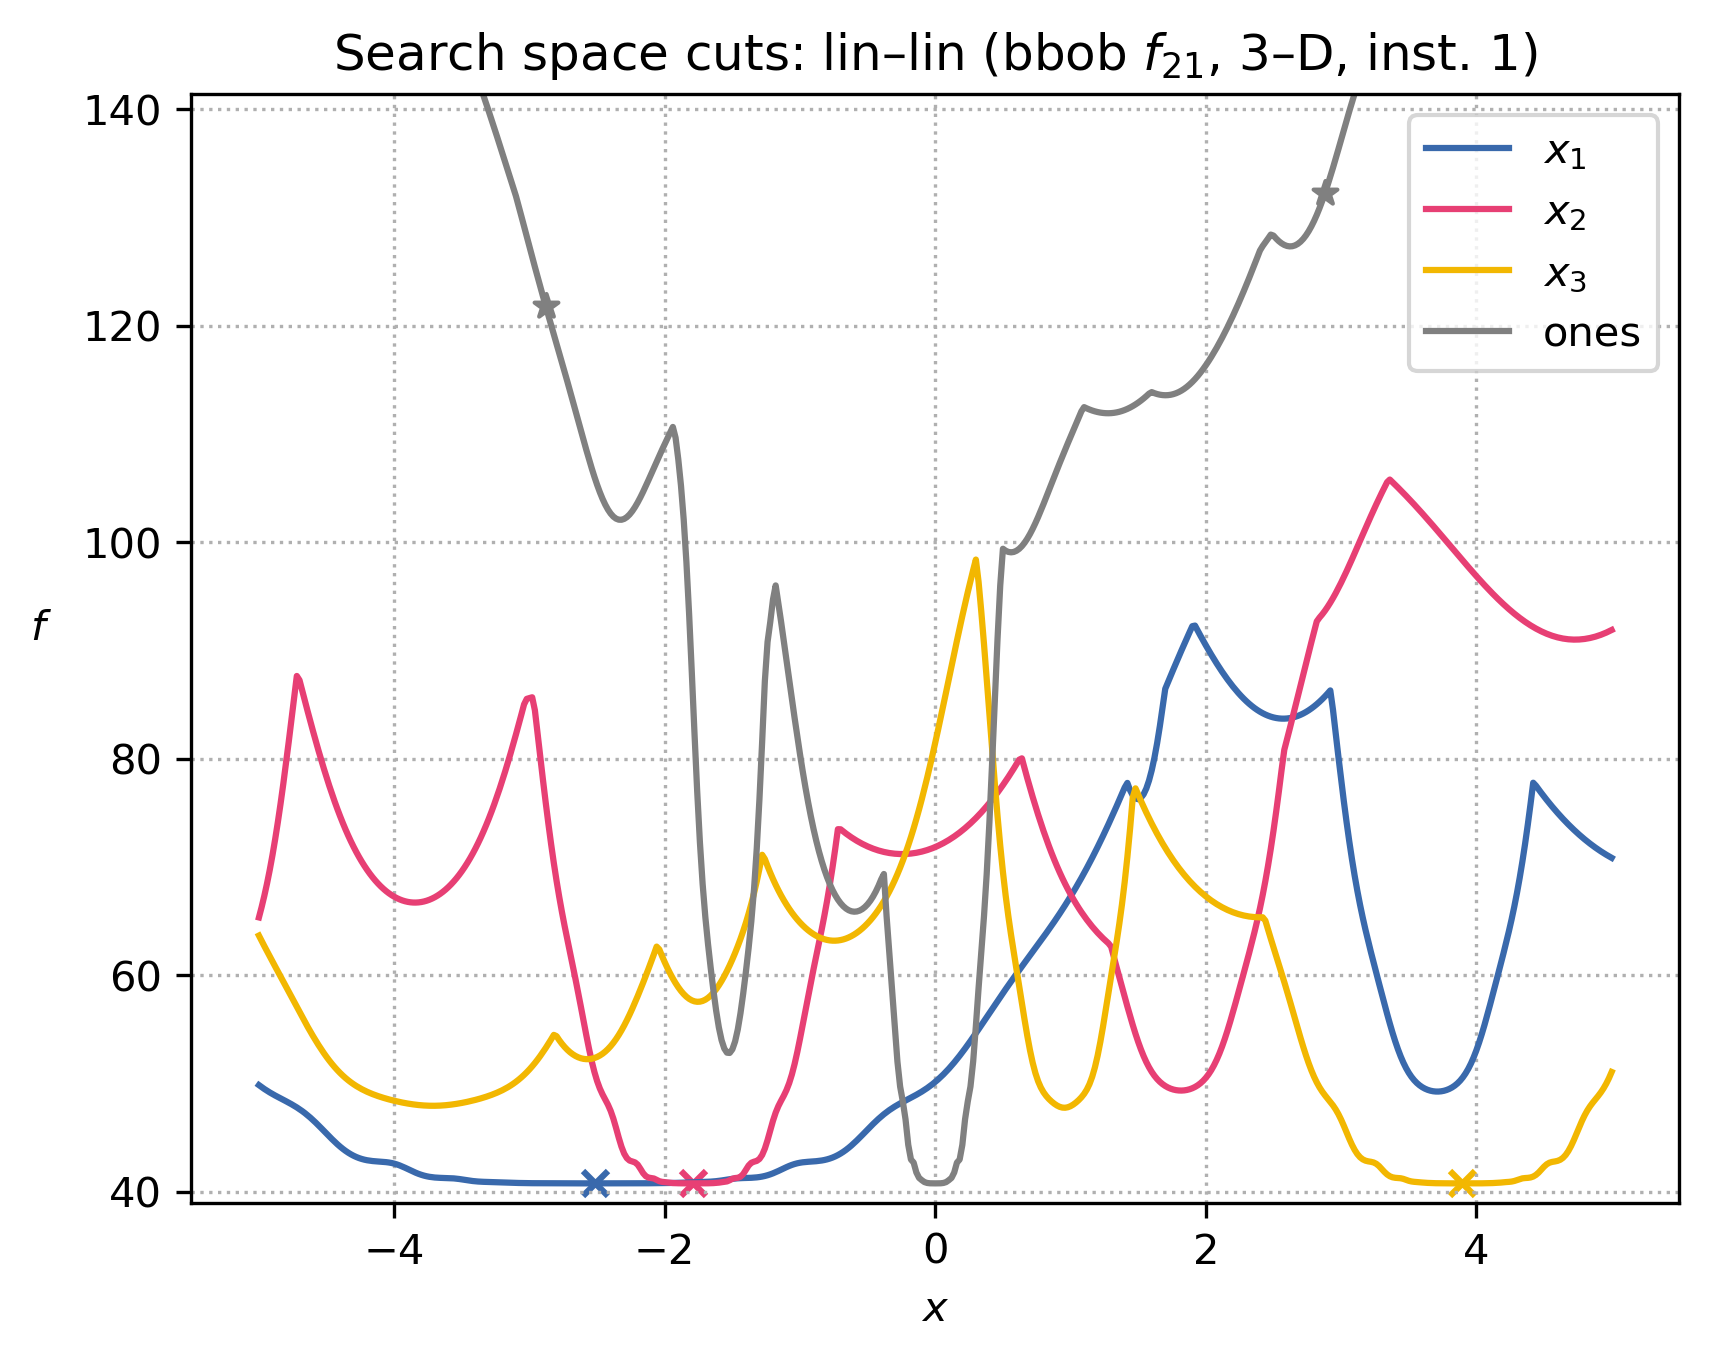 Search space cuts: lin–lin (bbob f₂₁, 3–D, inst. 1)
140
120
100
80
60
40
f
−4
−2
0
2
4
x
x₁
x₂
x₃
ones